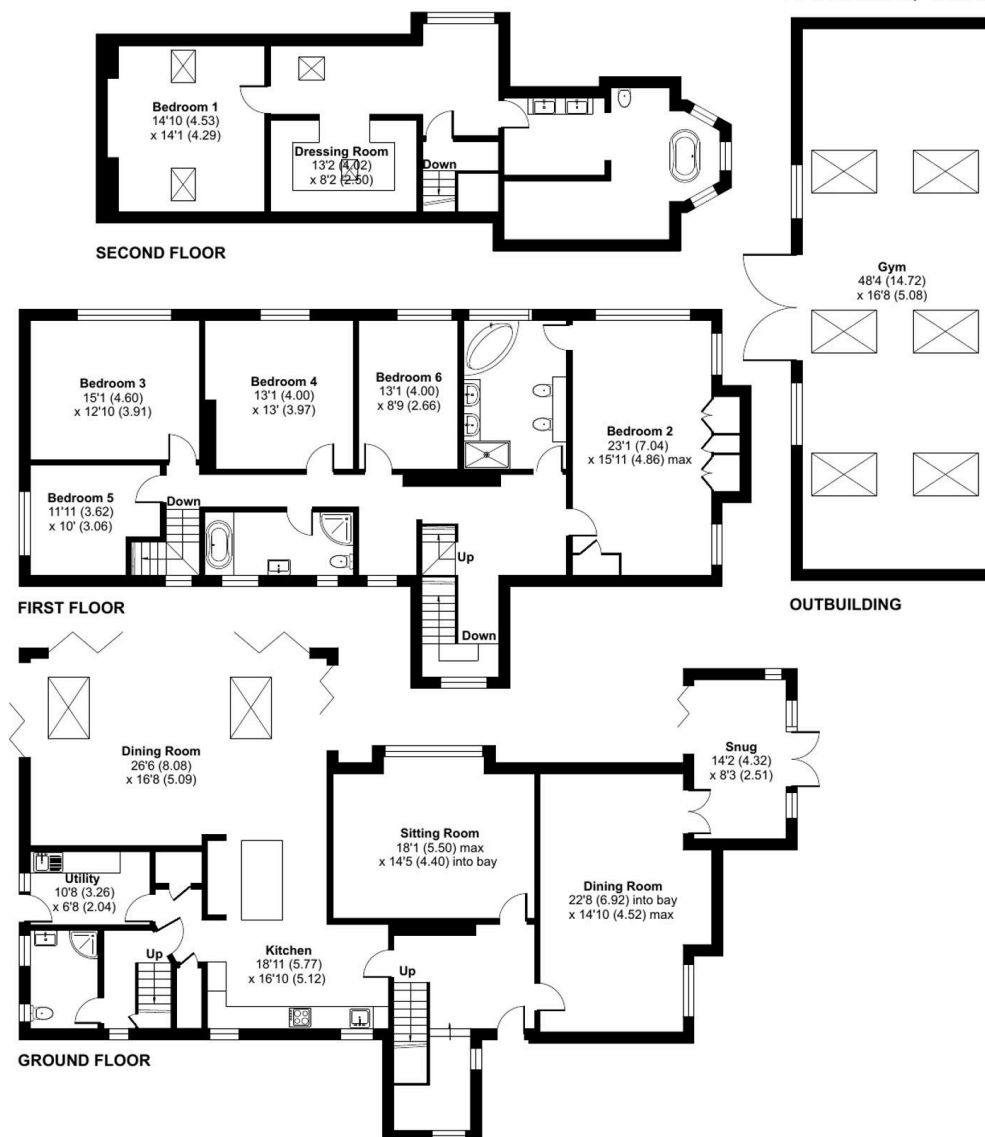 Bedroom 1
14'10 (4.53)
x 14'1 (4.29)
Dressing Room
13'2 (4.02)
x 8'2 (2.50)
Down
SECOND FLOOR
Gym
48'4 (14.72)
x 16'8 (5.08)
OUTBUILDING
Bedroom 3
15'1 (4.60)
x 12'10 (3.91)
Bedroom 4
13'1 (4.00)
x 13' (3.97)
Bedroom 6
13'1 (4.00)
x 8'9 (2.66)
Bedroom 2
23'1 (7.04)
x 15'11 (4.86) max
Bedroom 5
11'11 (3.62)
x 10' (3.06)
Down
Up
Down
FIRST FLOOR
Dining Room
26'6 (8.08)
x 16'8 (5.09)
Snug
14'2 (4.32)
x 8'3 (2.51)
Sitting Room
18'1 (5.50) max
x 14'5 (4.40) into bay
Dining Room
22'8 (6.92) into bay
x 14'10 (4.52) max
Utility
10'8 (3.26)
x 6'8 (2.04)
Up
Kitchen
18'11 (5.77)
x 16'10 (5.12)
Up
GROUND FLOOR